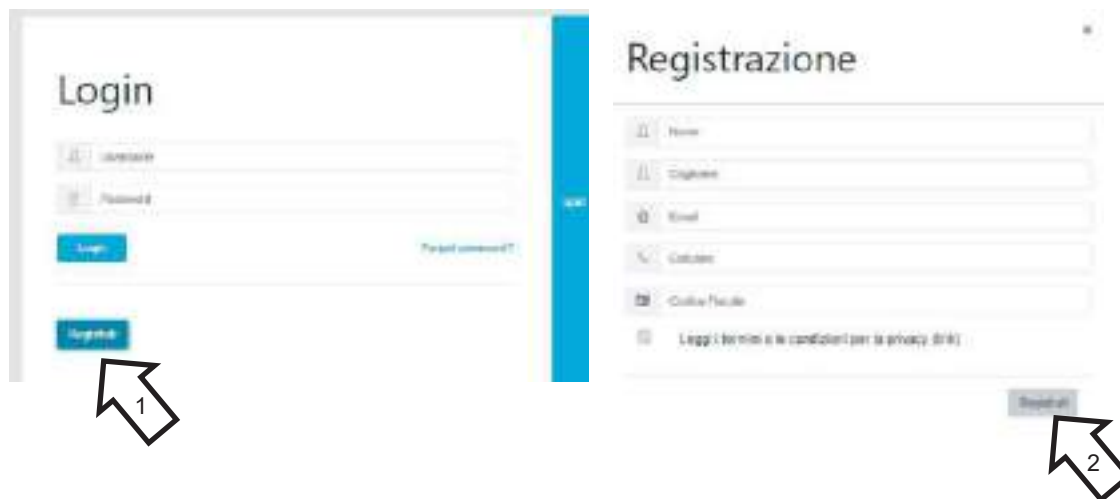 Login
Username
Password
Login
Forgot password?
Registrati
1
Registrazione
Nome
Cognome
Email
Cellulare
Codice Fiscale
Leggi i termini e le condizioni per la privacy (link)
Registrati
2